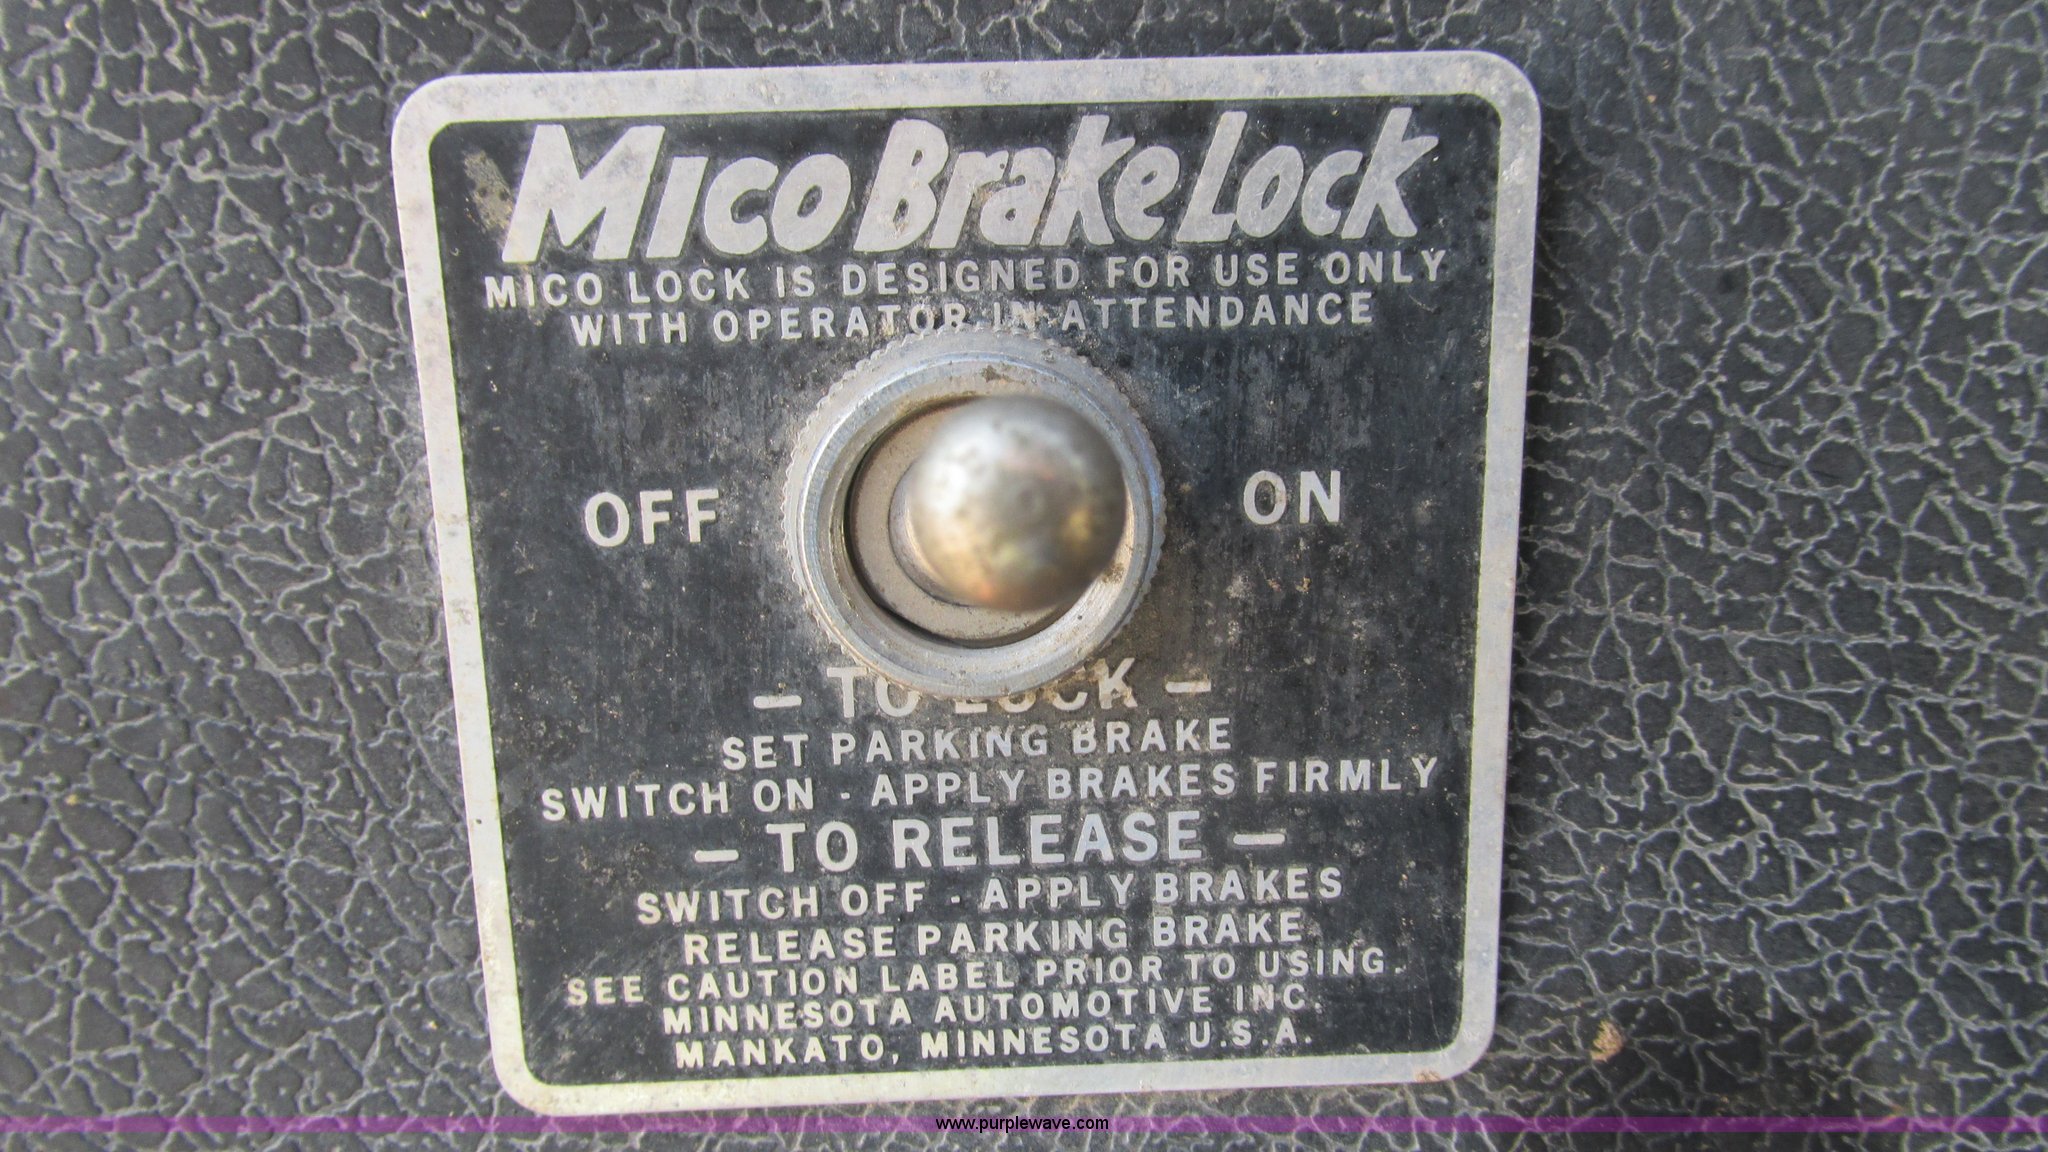 Mico Brake Lock
MICO LOCK IS DESIGNED FOR USE ONLY
WITH OPERATOR IN ATTENDANCE
OFF ON
- TO LOCK -
SET PARKING BRAKE
SWITCH ON - APPLY BRAKES FIRMLY
- TO RELEASE -
SWITCH OFF - APPLY BRAKES
RELEASE PARKING BRAKE
SEE CAUTION LABEL PRIOR TO USING.
MINNESOTA AUTOMOTIVE INC.
MANKATO, MINNESOTA U.S.A.
www.purplewave.com